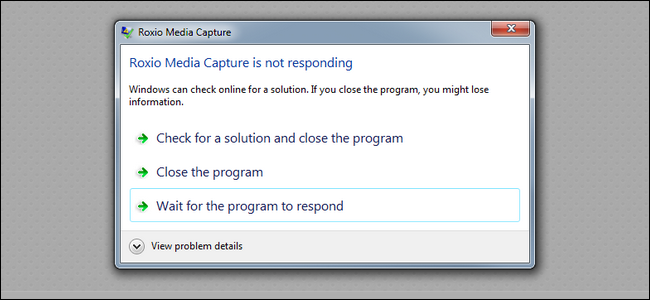 Roxio Media Capture
Roxio Media Capture is not responding
Windows can check online for a solution. If you close the program, you might lose
information.
Check for a solution and close the program
Close the program
Wait for the program to respond
View problem details